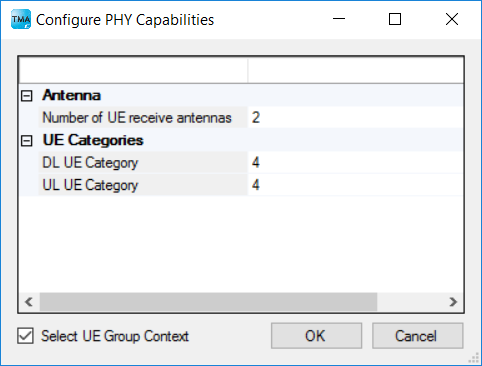 TMA Configure PHY Capabilities
Antenna
Number of UE receive antennas 2
UE Categories
DL UE Category 4
UL UE Category 4
Select UE Group Context OK Cancel